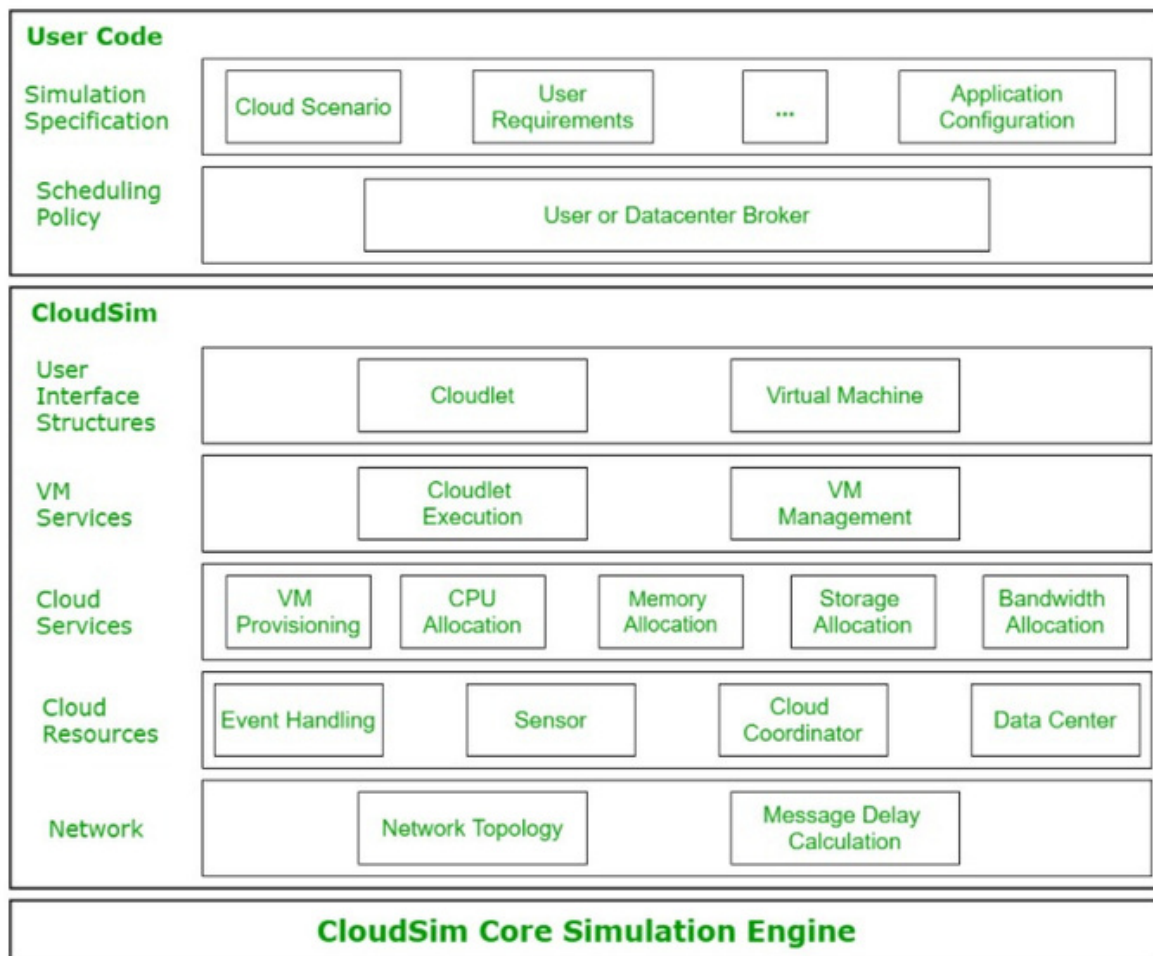 User Code
Simulation
Specification
Cloud Scenario
User
Requirements
...
Application
Configuration
Scheduling
Policy
User or Datacenter Broker
CloudSim
User
Interface
Structures
Cloudlet
Virtual Machine
VM
Services
Cloudlet
Execution
VM
Management
Cloud
Services
VM
Provisioning
CPU
Allocation
Memory
Allocation
Storage
Allocation
Bandwidth
Allocation
Cloud
Resources
Event Handling
Sensor
Cloud
Coordinator
Data Center
Network
Network Topology
Message Delay
Calculation
CloudSim Core Simulation Engine